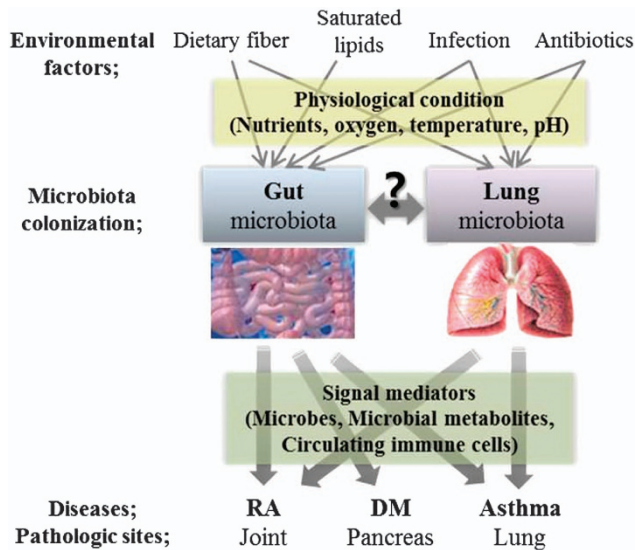 Environmental factors;
Dietary fiber
Saturated
lipids
Infection
Antibiotics
Physiological condition
(Nutrients, oxygen, temperature, pH)
Microbiota
colonization;
Gut
microbiota
?
Lung
microbiota
Signal mediators
(Microbes, Microbial metabolites,
Circulating immune cells)
Diseases; RA DM Asthma
Pathologic sites; Joint Pancreas Lung